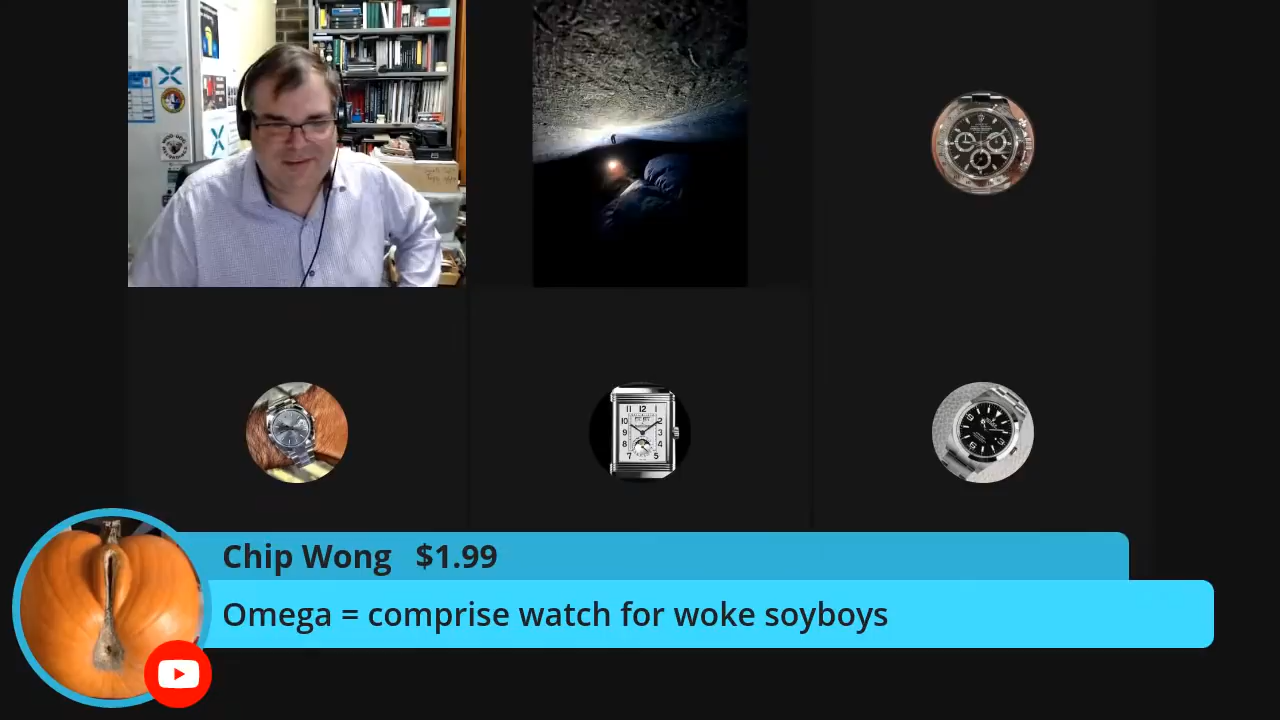 Chip Wong $1.99
Omega = comprise watch for woke soyboys